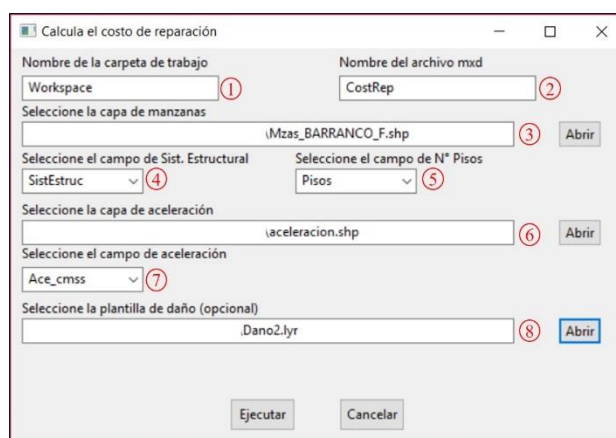 Calcula el costo de reparación
Nombre de la carpeta de trabajo Nombre del archivo mxd
Workspace 1 CostRep 2
Seleccione la capa de manzanas
\Mzas_BARRANCO_F.shp 3 Abrir
Seleccione el campo de Sist. Estructural Seleccione el campo de N° Pisos
SistEstruc 4 Pisos 5
Seleccione la capa de aceleración
\aceleracion.shp 6 Abrir
Seleccione el campo de aceleración
Ace_cmss 7
Seleccione la plantilla de daño (opcional)
\Dano2.lyr 8 Abrir
Ejecutar Cancelar